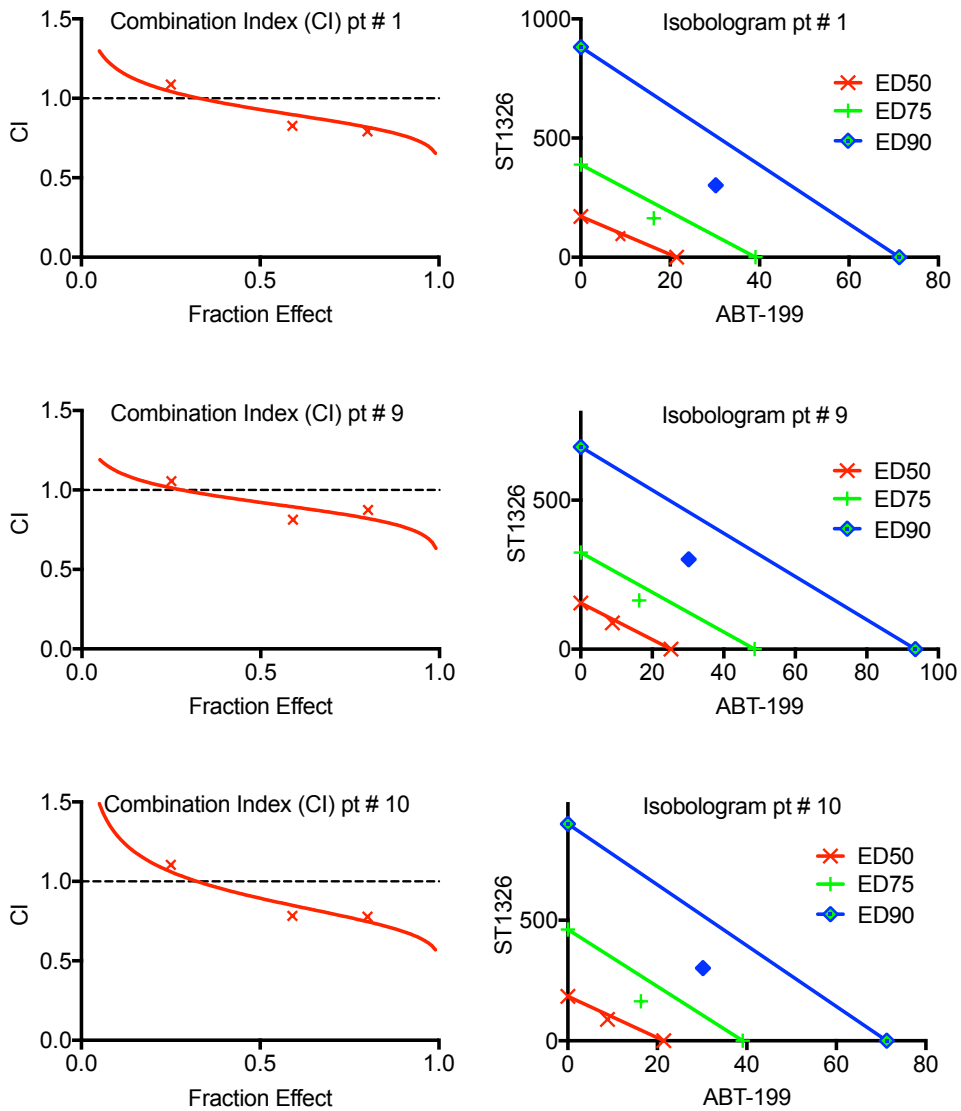 Combination Index (CI) pt # 1
1.5
1.0
0.5
0.0
CI
0.0
0.5
1.0
Fraction Effect
Isobologram pt # 1
1000
500
0
ST1326
ED50
ED75
ED90
0
20
40
60
80
ABT-199
Combination Index (CI) pt # 9
1.5
1.0
0.5
0.0
CI
0.0
0.5
1.0
Fraction Effect
Isobologram pt # 9
500
0
ST1326
ED50
ED75
ED90
0
20
40
60
80
100
ABT-199
Combination Index (CI) pt # 10
1.5
1.0
0.5
0.0
CI
0.0
0.5
1.0
Fraction Effect
Isobologram pt # 10
500
0
ST1326
ED50
ED75
ED90
0
20
40
60
80
ABT-199